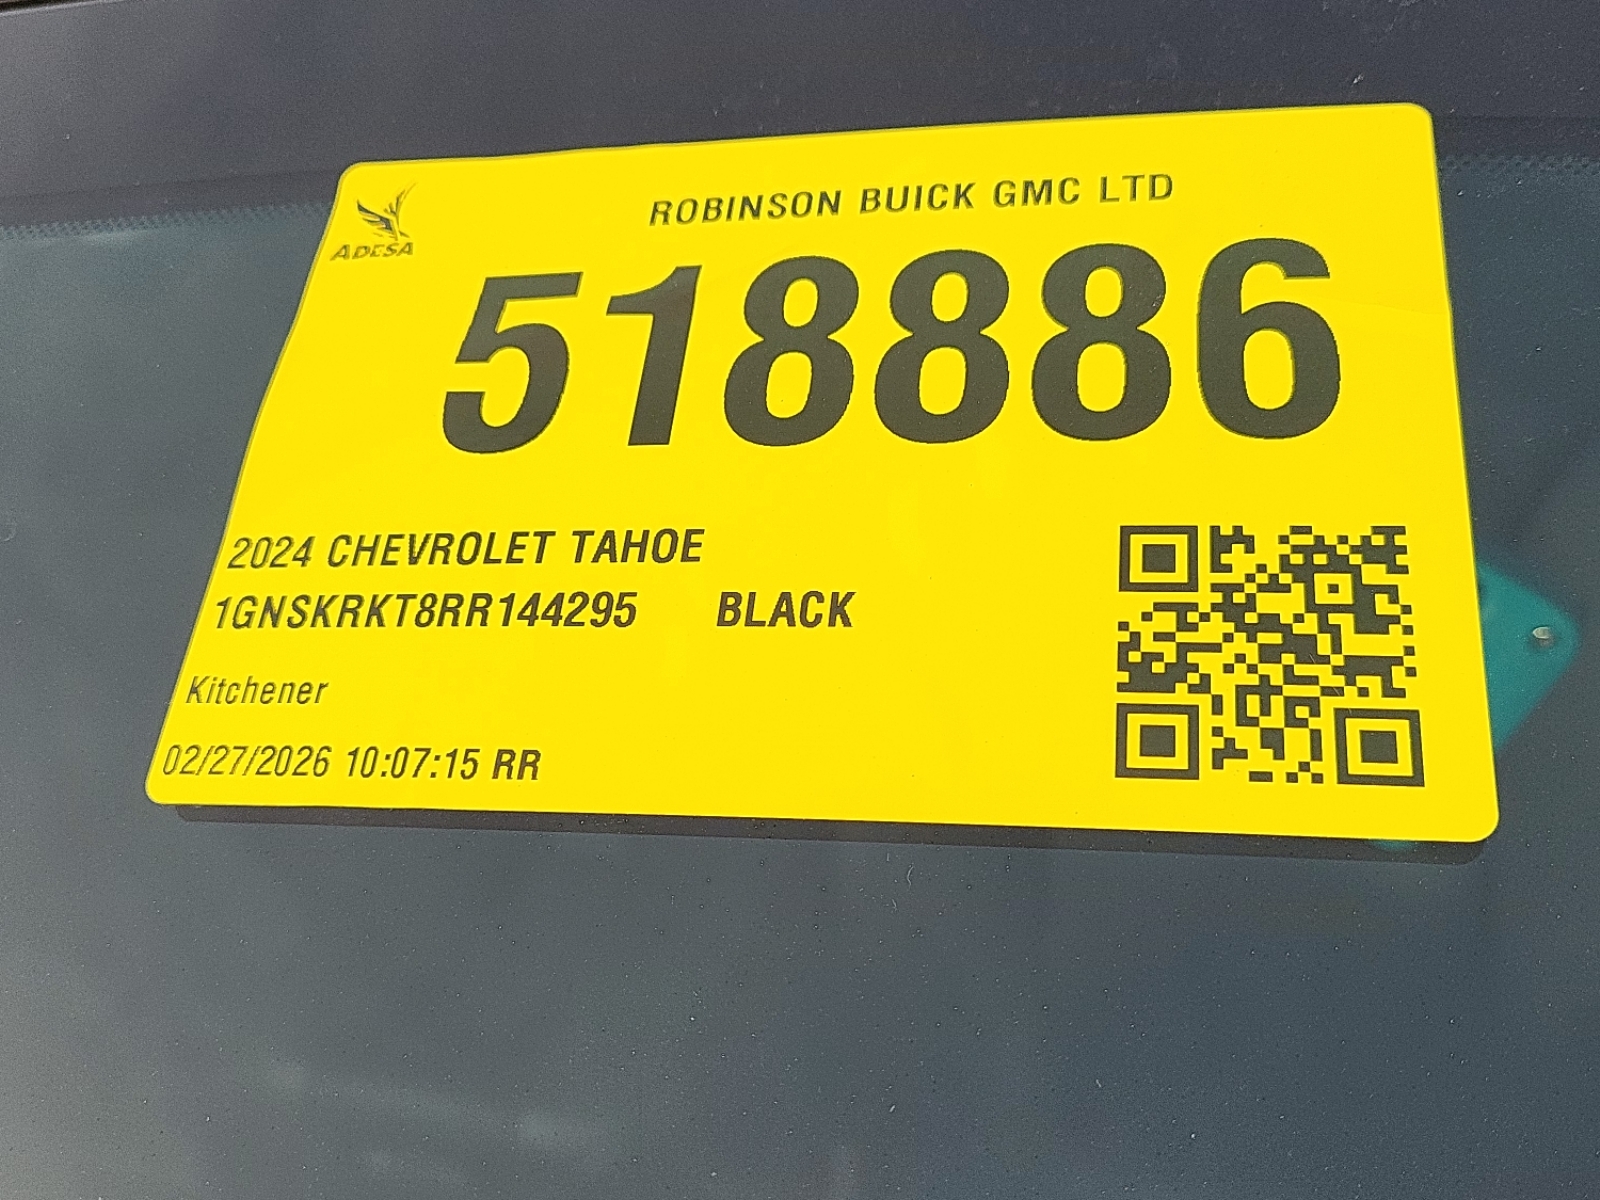 ADESA
ROBINSON BUICK GMC LTD
518886
2024 CHEVROLET TAHOE
1GNSKRKT8RR144295 BLACK
Kitchener
02/27/2026 10:07:15 RR